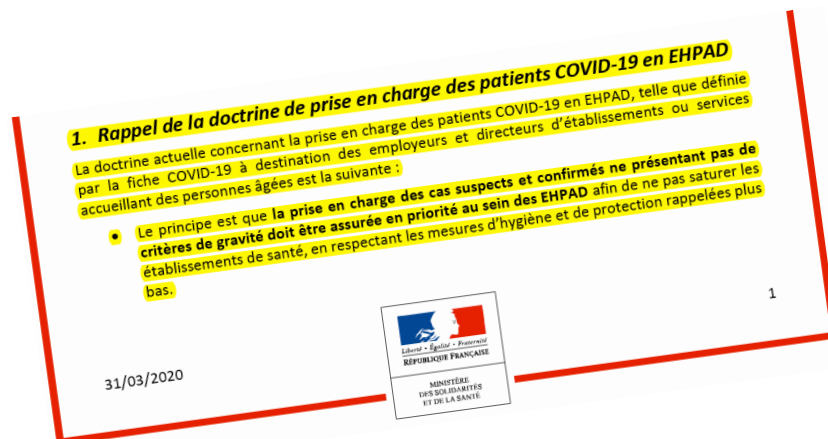 1. Rappel de la doctrine de prise en charge des patients COVID-19 en EHPAD
La doctrine actuelle concernant la prise en charge des patients COVID-19 en EHPAD, telle que définie
par la fiche COVID-19 à destination des employeurs et directeurs d'établissements ou services
accueillant des personnes âgées est la suivante :
• Le principe est que la prise en charge des cas suspects et confirmés ne présentant pas de
critères de gravité doit être assurée en priorité au sein des EHPAD afin de ne pas saturer les
établissements de santé, en respectant les mesures d'hygiène et de protection rappelées plus
bas.
1
31/03/2020
Liberté • Égalité • Fraternité
RÉPUBLIQUE FRANÇAISE
MINISTÈRE
DES SOLIDARITÉS
ET DE LA SANTÉ